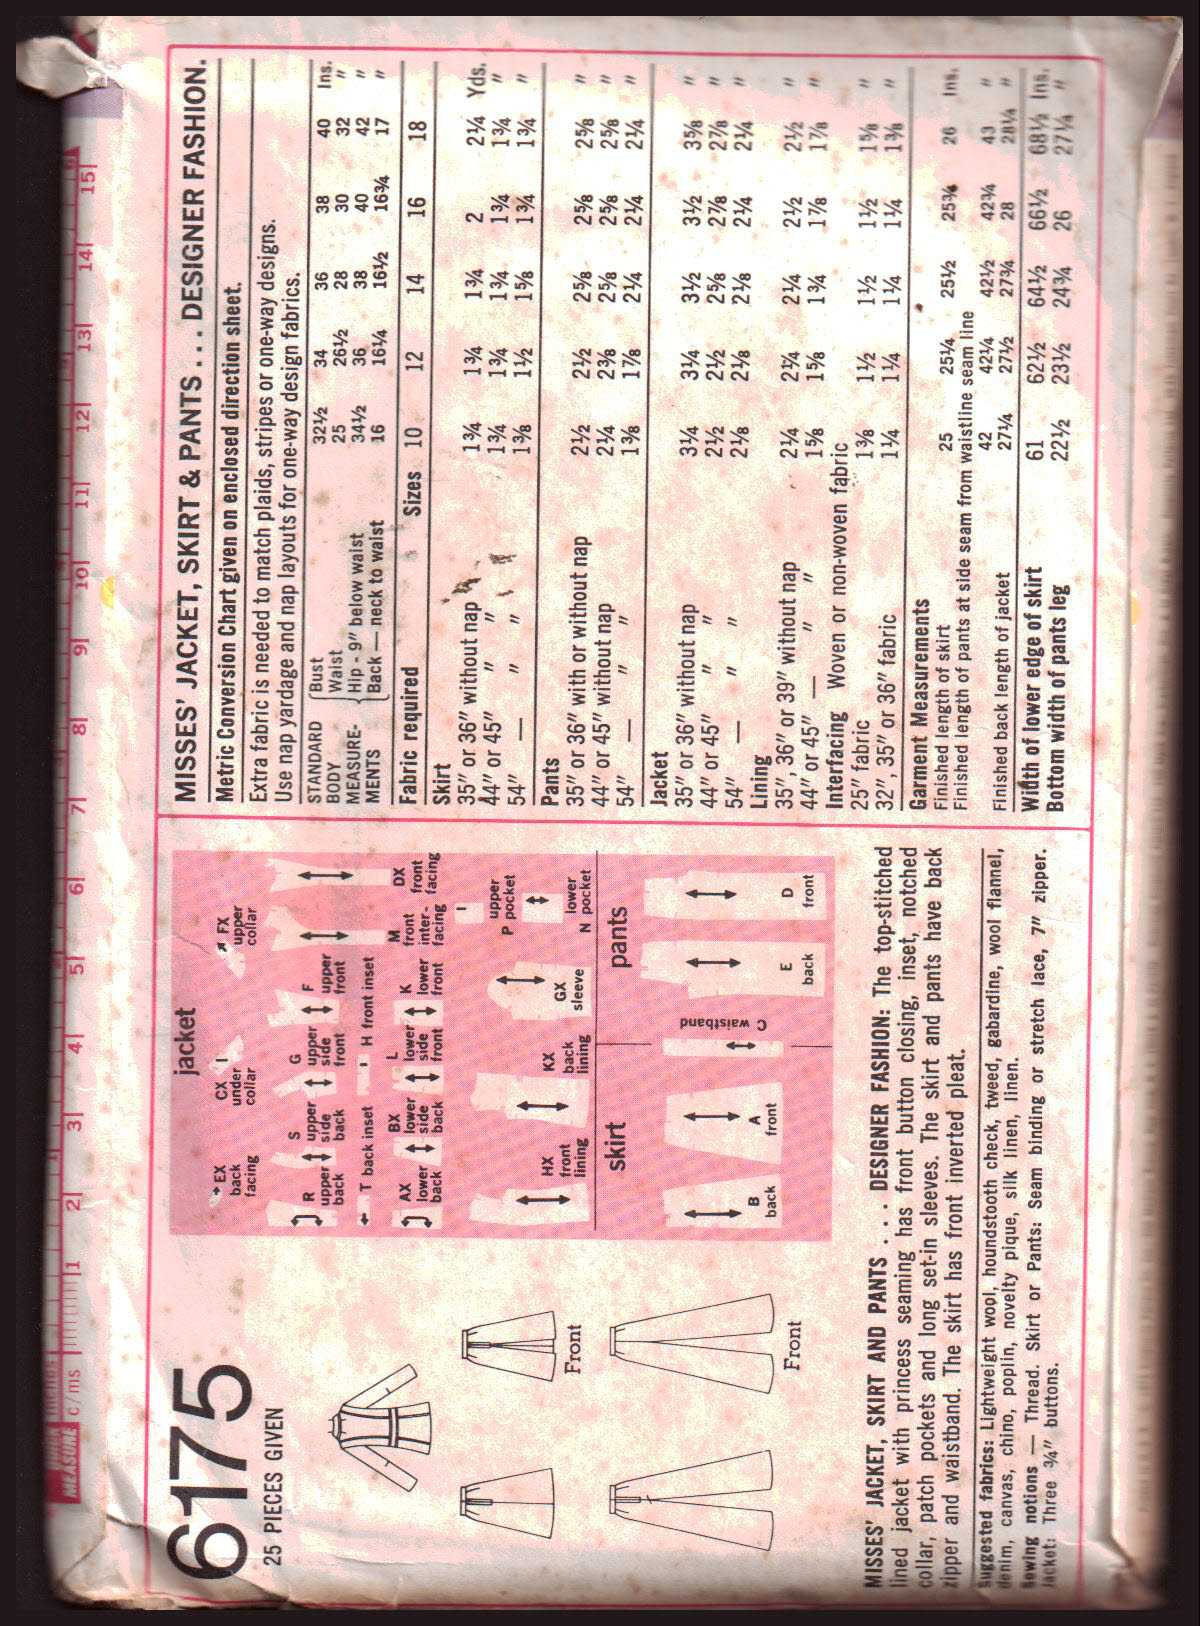 6175
25 PIECES GIVEN
Front
Front
jacket
EX back facing
CX under collar
FX upper collar
R upper back
S upper side back
G upper side front
F upper front
T back inset
H front inset
AX lower back
BX lower side back
L lower side front
K lower front
M front inter-facing
DX front facing
HX front lining
KX back lining
GX sleeve
I upper pocket
P
N lower pocket
skirt
B back
A front
C waistband
pants
E back
D front
MISSES' JACKET, SKIRT AND PANTS . . . DESIGNER FASHION: The top-stitched
lined jacket with princess seaming has front button closing, inset, notched
collar, patch pockets and long set-in sleeves. The skirt and pants have back
zipper and waistband. The skirt has front inverted pleat.
Suggested fabrics: Lightweight wool, houndstooth check, tweed, gabardine, wool flannel,
denim, canvas, chino, poplin, novelty pique, silk linen, linen.
Sewing notions — Thread. Skirt or Pants: Seam binding or stretch lace, 7" zipper.
Jacket: Three ¾" buttons.
MISSES' JACKET, SKIRT & PANTS . . . DESIGNER FASHION.
Metric Conversion Chart given on enclosed direction sheet.
Extra fabric is needed to match plaids, stripes or one-way designs.
Use nap yardage and nap layouts for one-way design fabrics.
STANDARD BODY MEASURE-MENTS
Bust 32½ 34 36 38 40 Ins.
Waist 25 26½ 28 30 32 "
Hip - 9" below waist 34½ 36 38 40 42 "
Back — neck to waist 16 16¼ 16½ 16¾ 17 "
Fabric required Sizes 10 12 14 16 18
Skirt
35" or 36" without nap 1¾ 1¾ 1¾ 2 2¼ Yds.
44" or 45" " " 1¾ 1¾ 1¾ 1¾ 1¾ "
54" — " 1⅜ 1½ 1⅝ 1¾ 1¾ "
Pants
35" or 36" with or without nap 2½ 2½ 2⅝ 2⅝ 2⅝ "
44" or 45" without nap 2¼ 2⅜ 2⅝ 2⅝ 2⅝ "
54" — " 1⅜ 1⅞ 2¼ 2¼ 2¼ "
Jacket
35" or 36" without nap 3¼ 3¼ 3½ 3½ 3⅝ "
44" or 45" " " 2½ 2½ 2⅝ 2⅞ 2⅞ "
54" — " 2⅛ 2⅛ 2⅛ 2¼ 2¼ "
Lining
35", 36" or 39" without nap 2¼ 2¼ 2¼ 2½ 2½ "
44" or 45" — " 1⅝ 1⅝ 1¾ 1⅞ 1⅞ "
Interfacing Woven or non-woven fabric
25" fabric 1⅜ 1½ 1½ 1½ 1⅝ "
32", 35" or 36" fabric 1¼ 1¼ 1¼ 1¼ 1⅜ "
Garment Measurements
Finished length of skirt 25 25¼ 25½ 25¾ 26 Ins.
Finished length of pants at side seam from waistline seam line
42 42¼ 42½ 42¾ 43 "
Finished back length of jacket 27¼ 27½ 27¾ 28 28¼ "
Width of lower edge of skirt 61 62½ 64½ 66½ 68½ Ins.
Bottom width of pants leg 22½ 23½ 24¾ 26 27¼ "
MEASURE c/ms 1 2 3 4 5 6 7 8 9 10 11 12 13 14 15